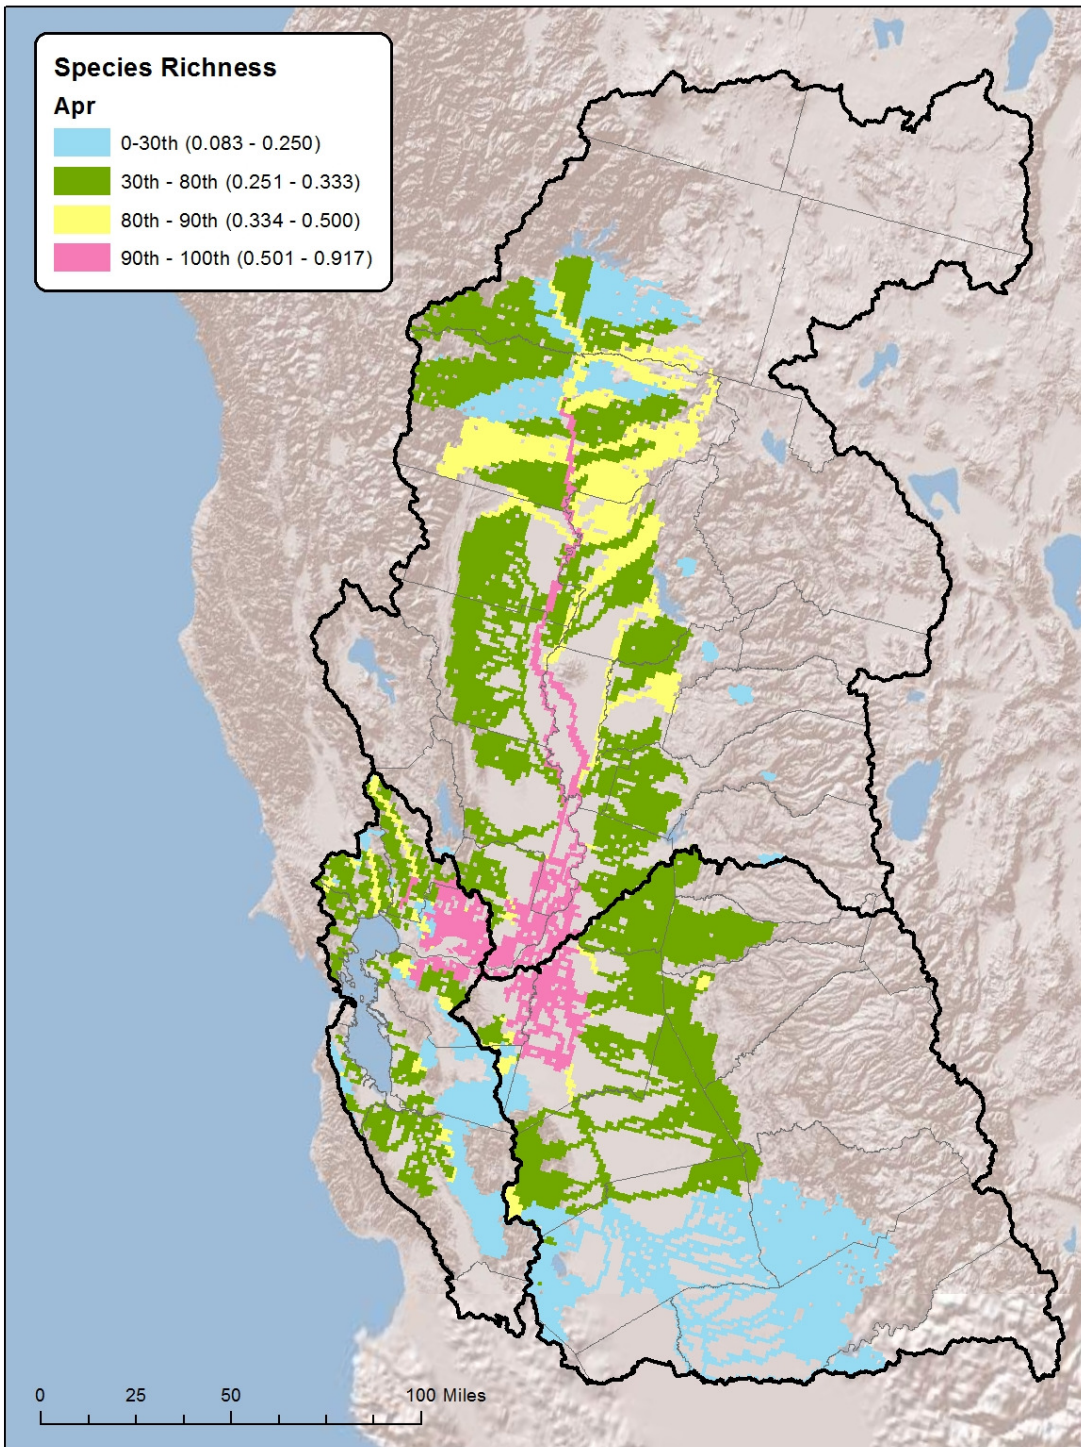 Species Richness
Apr
0-30th (0.083 - 0.250)
30th - 80th (0.251 - 0.333)
80th - 90th (0.334 - 0.500)
90th - 100th (0.501 - 0.917)
0 25 50 100 Miles